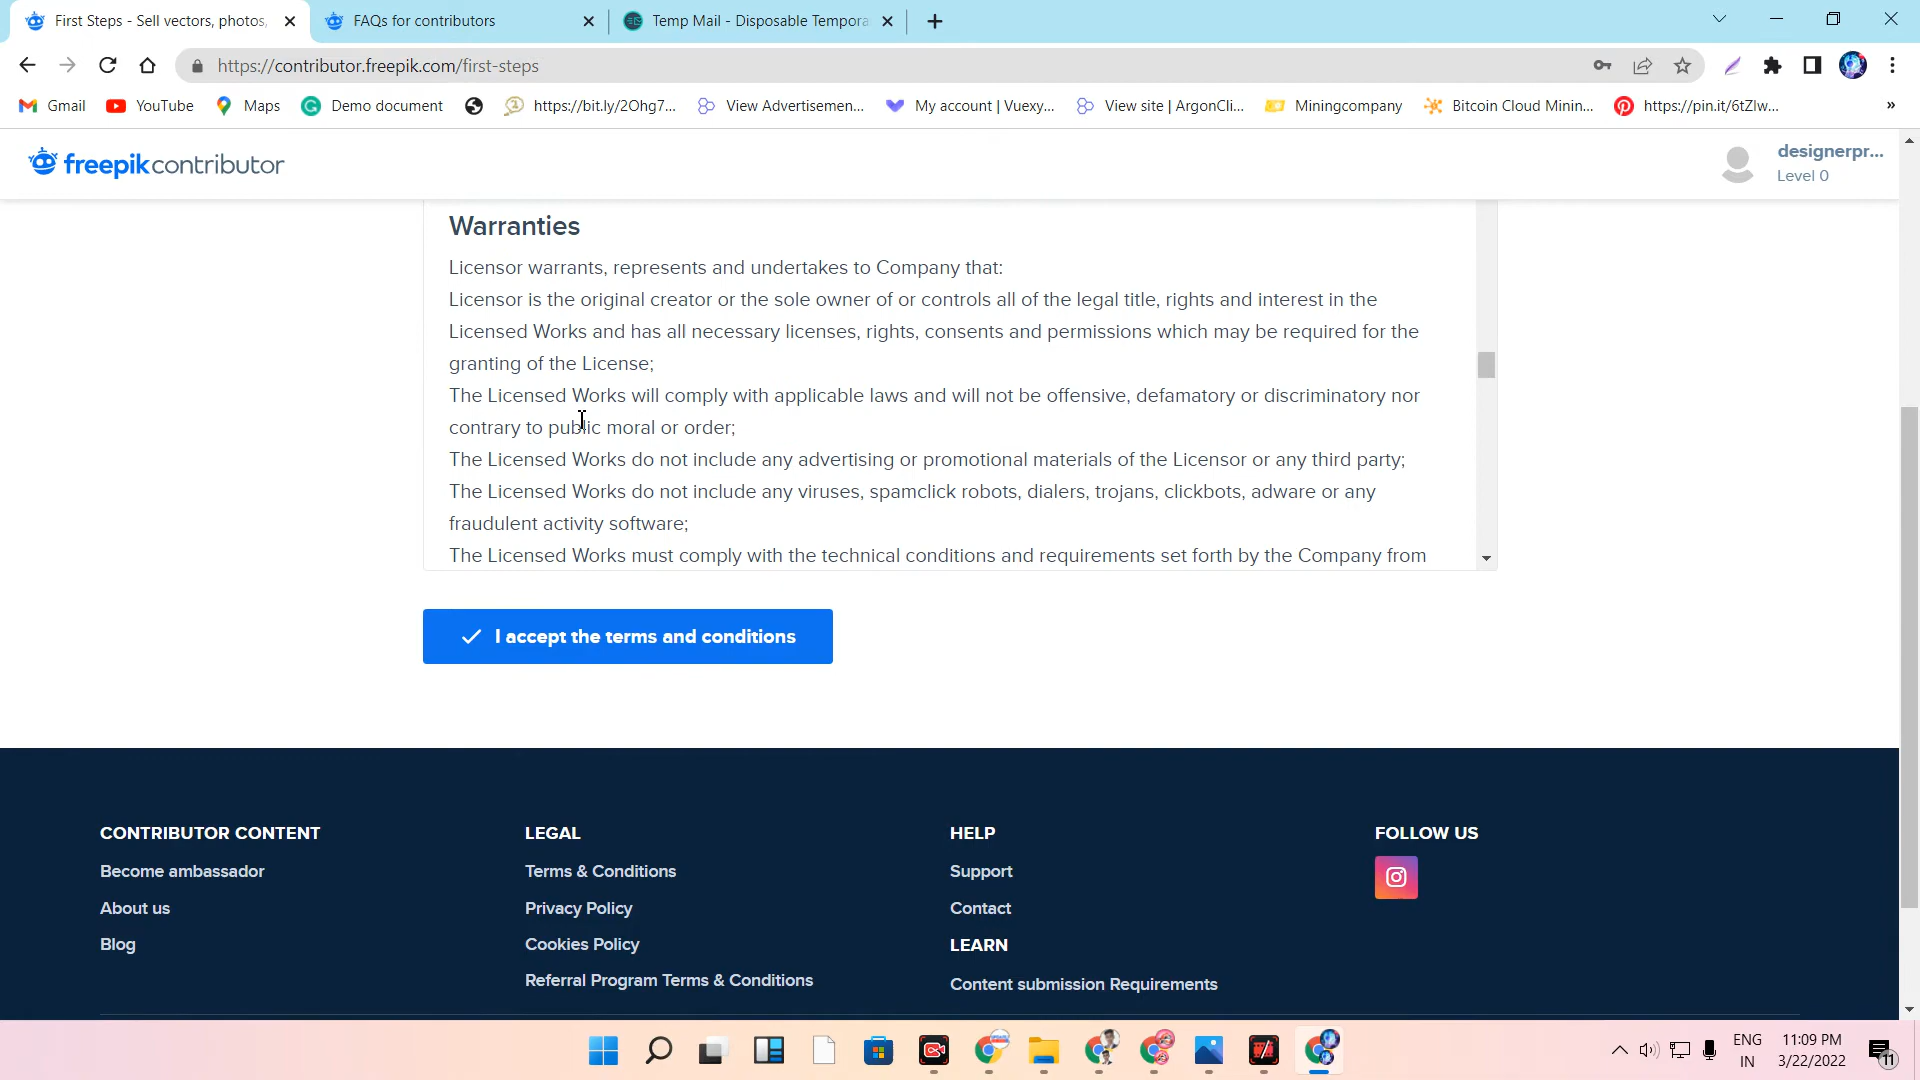 First Steps - Sell vectors, photos,
FAQs for contributors
Temp Mail - Disposable Tempora
https://contributor.freepik.com/first-steps
Gmail
YouTube
Maps
Demo document
https://bit.ly/2Ohg7...
View Advertisemen...
My account | Vuexy...
View site | ArgonCli...
Miningcompany
Bitcoin Cloud Minin...
https://pin.it/6tZlw...
»
freepikcontributor
designerpr...
Level 0
Warranties
Licensor warrants, represents and undertakes to Company that:
Licensor is the original creator or the sole owner of or controls all of the legal title, rights and interest in the
Licensed Works and has all necessary licenses, rights, consents and permissions which may be required for the
granting of the License;
The Licensed Works will comply with applicable laws and will not be offensive, defamatory or discriminatory nor
contrary to public moral or order;
The Licensed Works do not include any advertising or promotional materials of the Licensor or any third party;
The Licensed Works do not include any viruses, spamclick robots, dialers, trojans, clickbots, adware or any
fraudulent activity software;
The Licensed Works must comply with the technical conditions and requirements set forth by the Company from
I accept the terms and conditions
CONTRIBUTOR CONTENT
Become ambassador
About us
Blog
LEGAL
Terms & Conditions
Privacy Policy
Cookies Policy
Referral Program Terms & Conditions
HELP
Support
Contact
LEARN
Content submission Requirements
FOLLOW US
ENG
IN
11:09 PM
3/22/2022
11